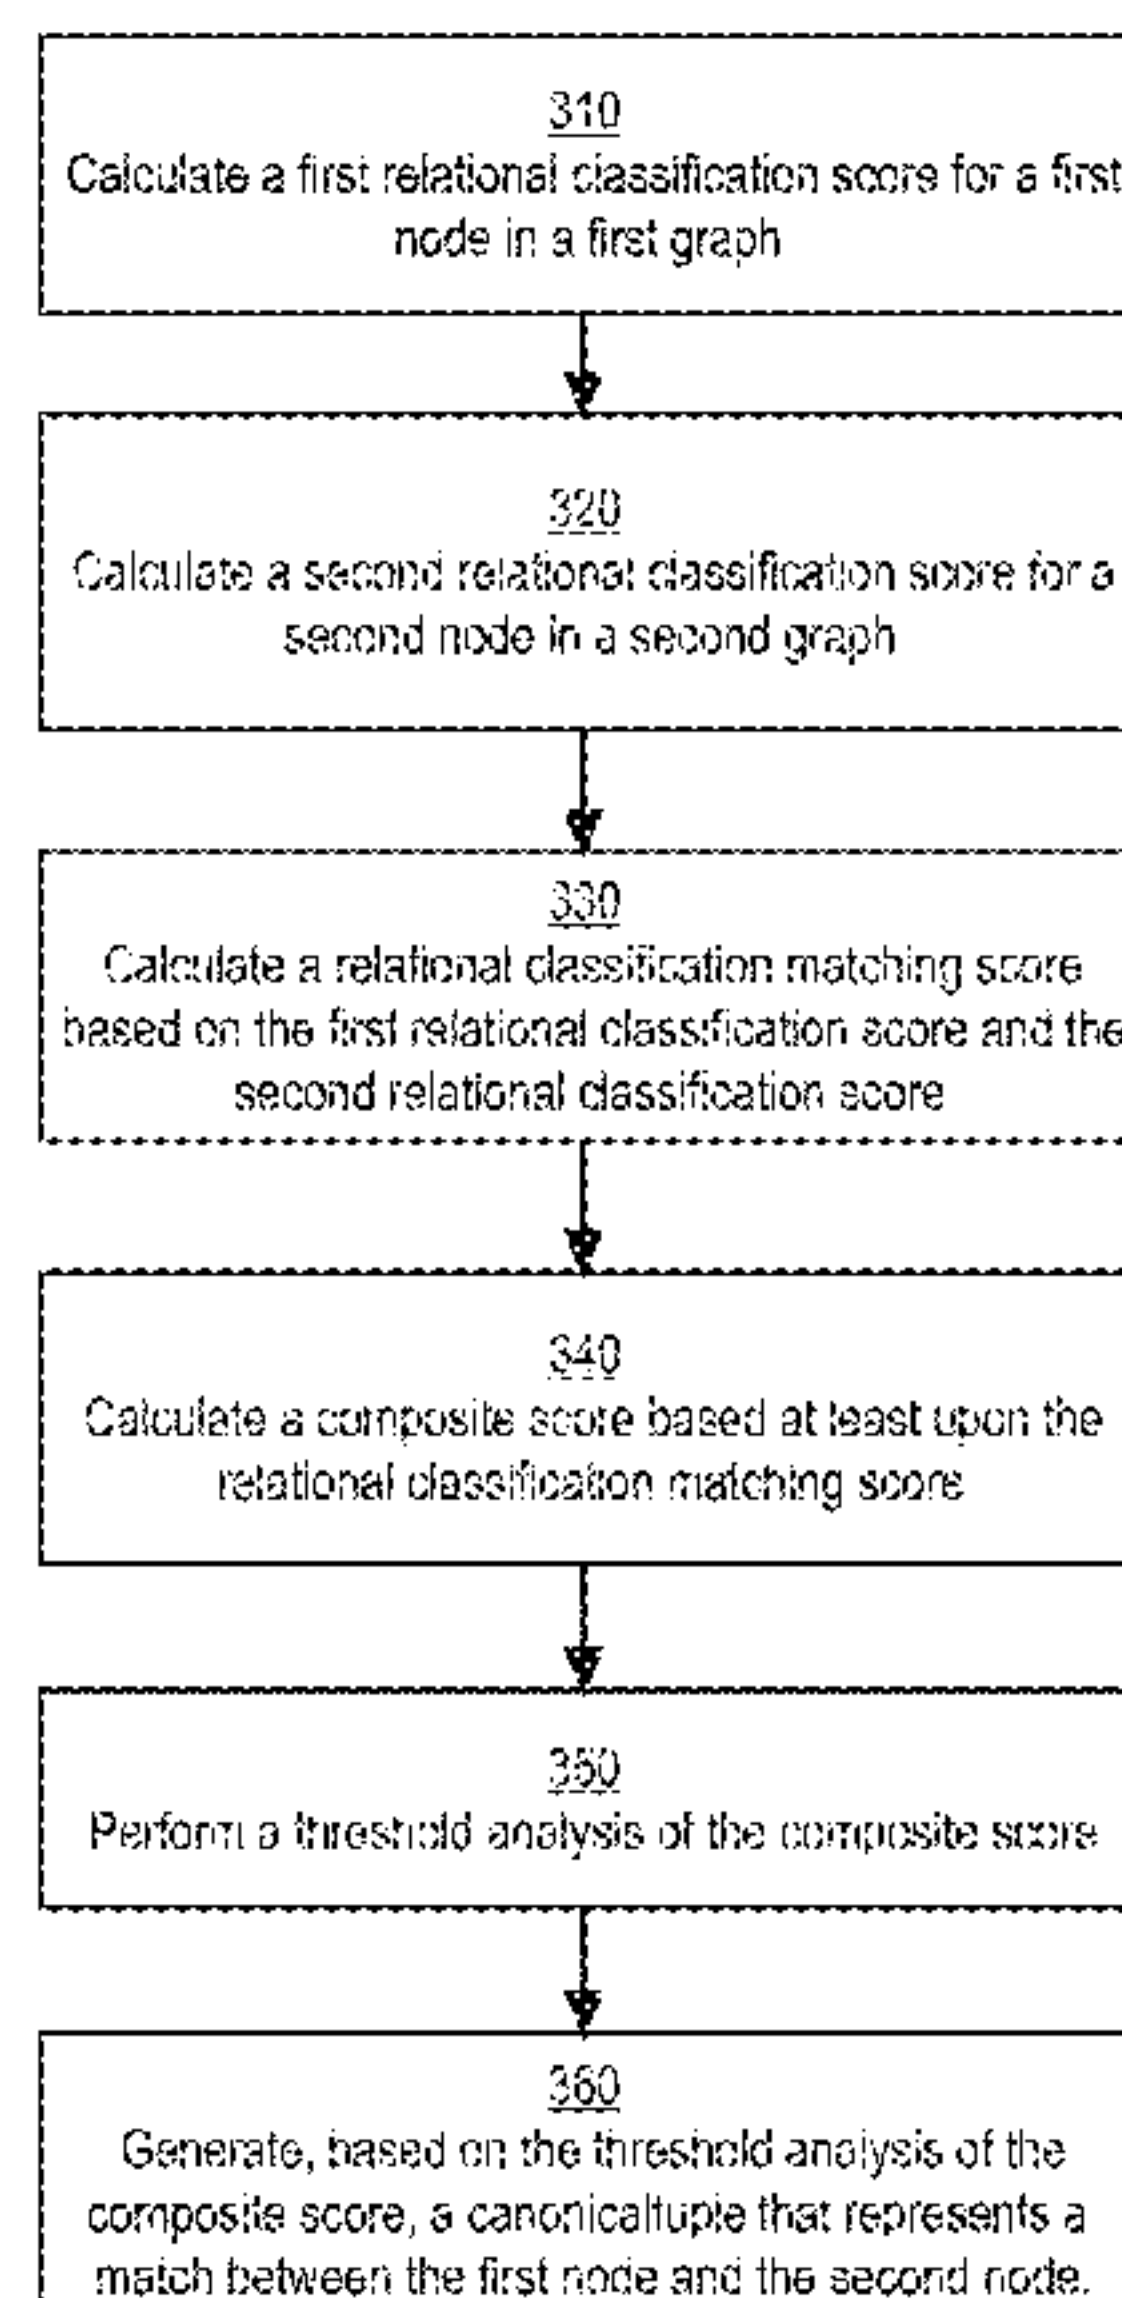 310
Calculate a first relational classification score for a first
node in a first graph
320
Calculate a second relational classification score for a
second node in a second graph
330
Calculate a relational classification matching score
based on the first relational classification score and the
second relational classification score
340
Calculate a composite score based at least upon the
relational classification matching score
350
Perform a threshold analysis of the composite score
360
Generate, based on the threshold analysis of the
composite score, a canonicaltuple that represents a
match between the first node and the second node.